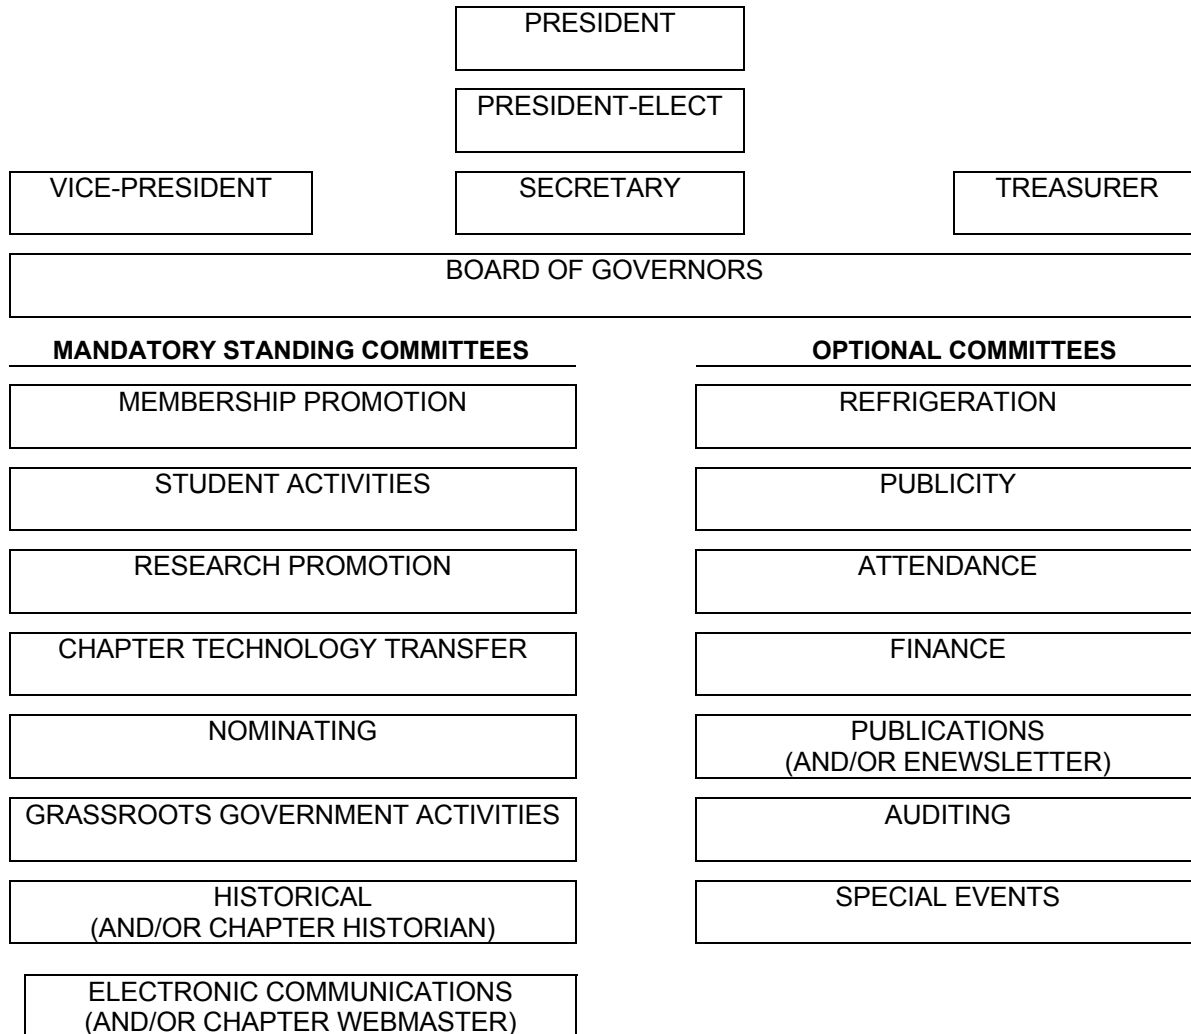 PRESIDENT
PRESIDENT-ELECT
VICE-PRESIDENT
SECRETARY
TREASURER
BOARD OF GOVERNORS
MANDATORY STANDING COMMITTEES
MEMBERSHIP PROMOTION
STUDENT ACTIVITIES
RESEARCH PROMOTION
CHAPTER TECHNOLOGY TRANSFER
NOMINATING
GRASSROOTS GOVERNMENT ACTIVITIES
HISTORICAL
(AND/OR CHAPTER HISTORIAN)
ELECTRONIC COMMUNICATIONS
(AND/OR CHAPTER WEBMASTER)
OPTIONAL COMMITTEES
REFRIGERATION
PUBLICITY
ATTENDANCE
FINANCE
PUBLICATIONS
(AND/OR ENEWSLETTER)
AUDITING
SPECIAL EVENTS